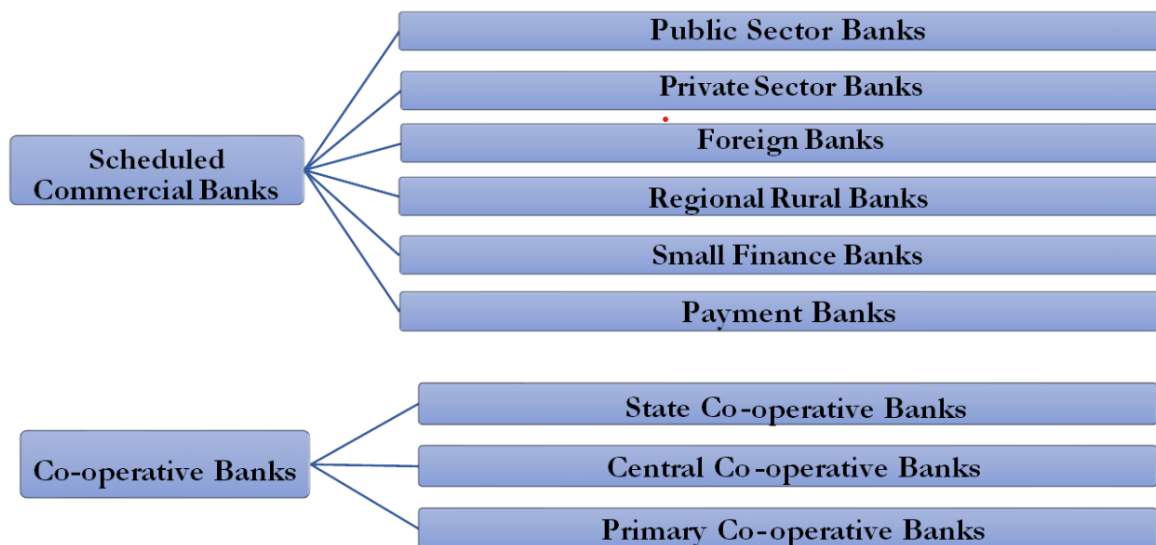 Scheduled
Commercial Banks
Public Sector Banks
Private Sector Banks
Foreign Banks
Regional Rural Banks
Small Finance Banks
Payment Banks
Co-operative Banks
State Co-operative Banks
Central Co-operative Banks
Primary Co-operative Banks